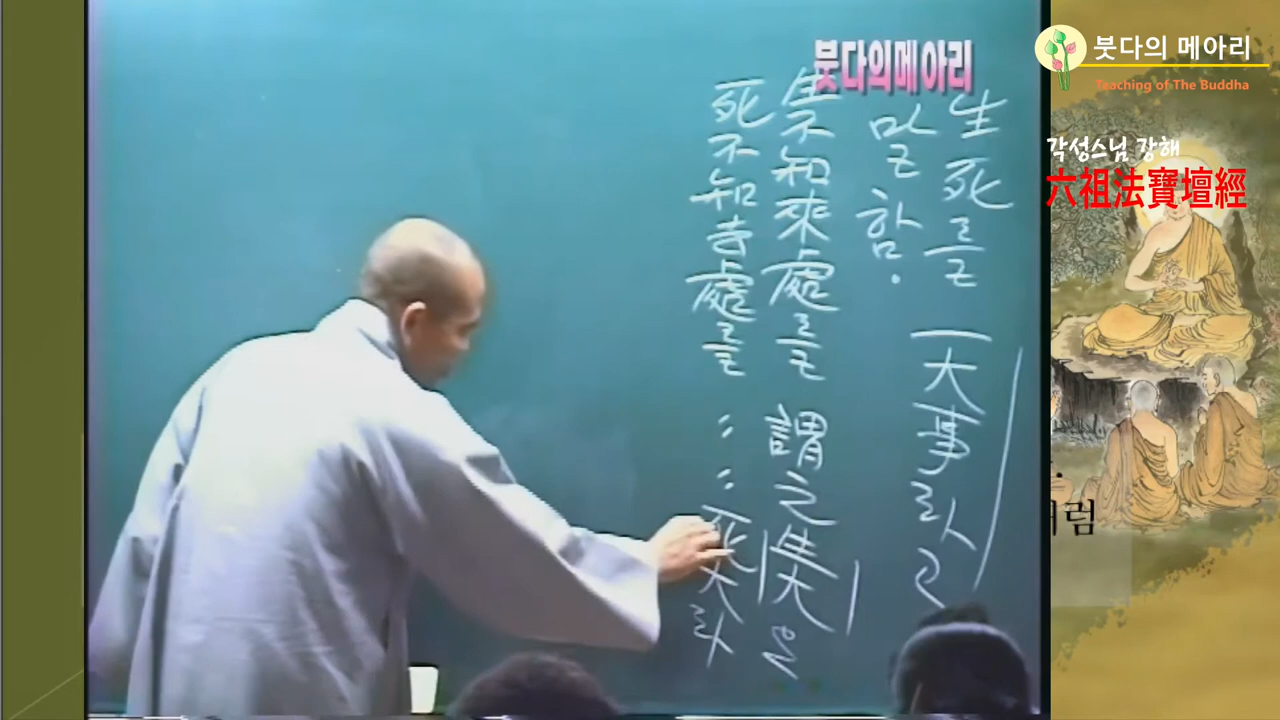 붓다의 메아리
Teaching of The Buddha
각성스님 강해
六祖法寶壇經
붓다의메아리
生死를 一大事라고
말함.
生不知來處를 謂之生大요
死不知去處를 〃 〃 死大라